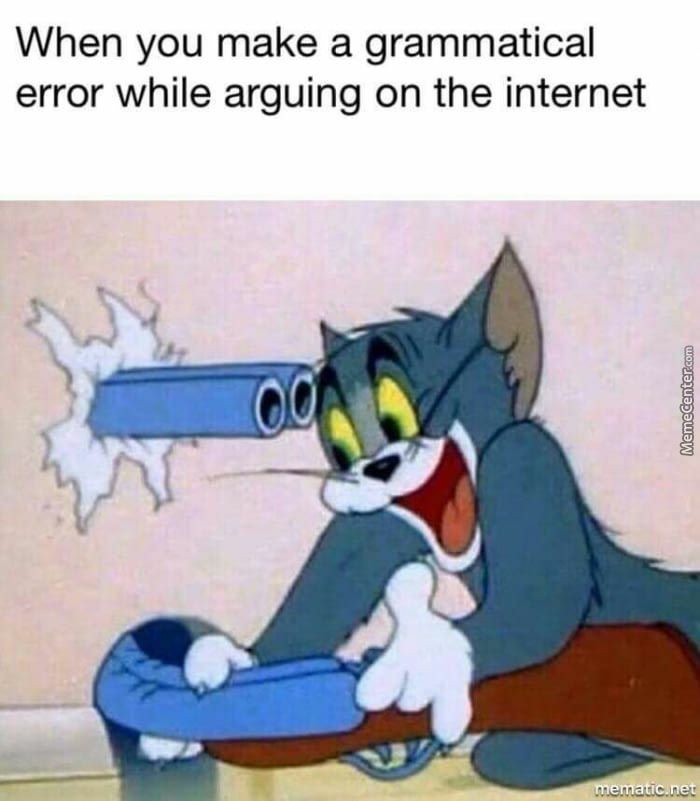 When you make a grammatical
error while arguing on the internet
MemeCenter.com
mematic.net